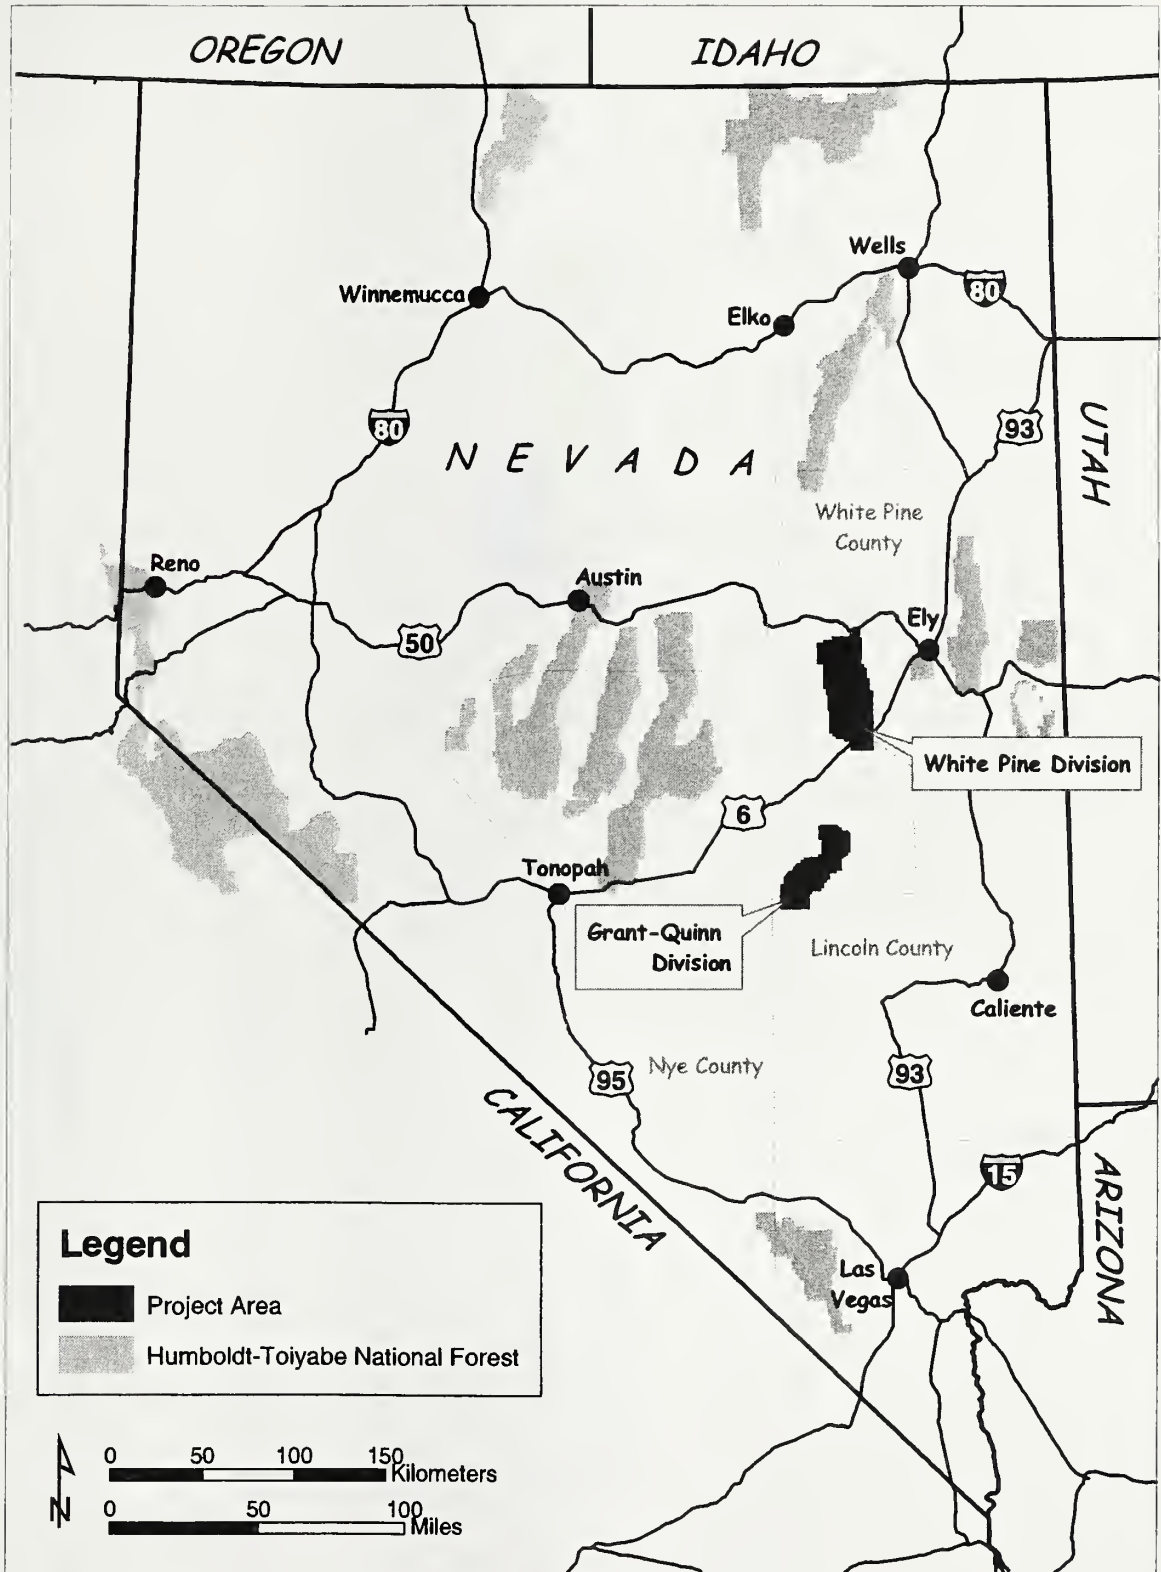 OREGON
IDAHO
Wells
80
Winnemucca
Elko
80
93
NEVADA
UTAH
White Pine
County
Reno
Austin
Ely
50
White Pine Division
6
Tonopah
Grant-Quinn
Division
Lincoln County
Caliente
95
Nye County
93
CALIFORNIA
15
ARIZONA
Las
Vegas
Legend
Project Area
Humboldt-Toiyabe National Forest
0 50 100 150
Kilometers
N
0 50 100
Miles